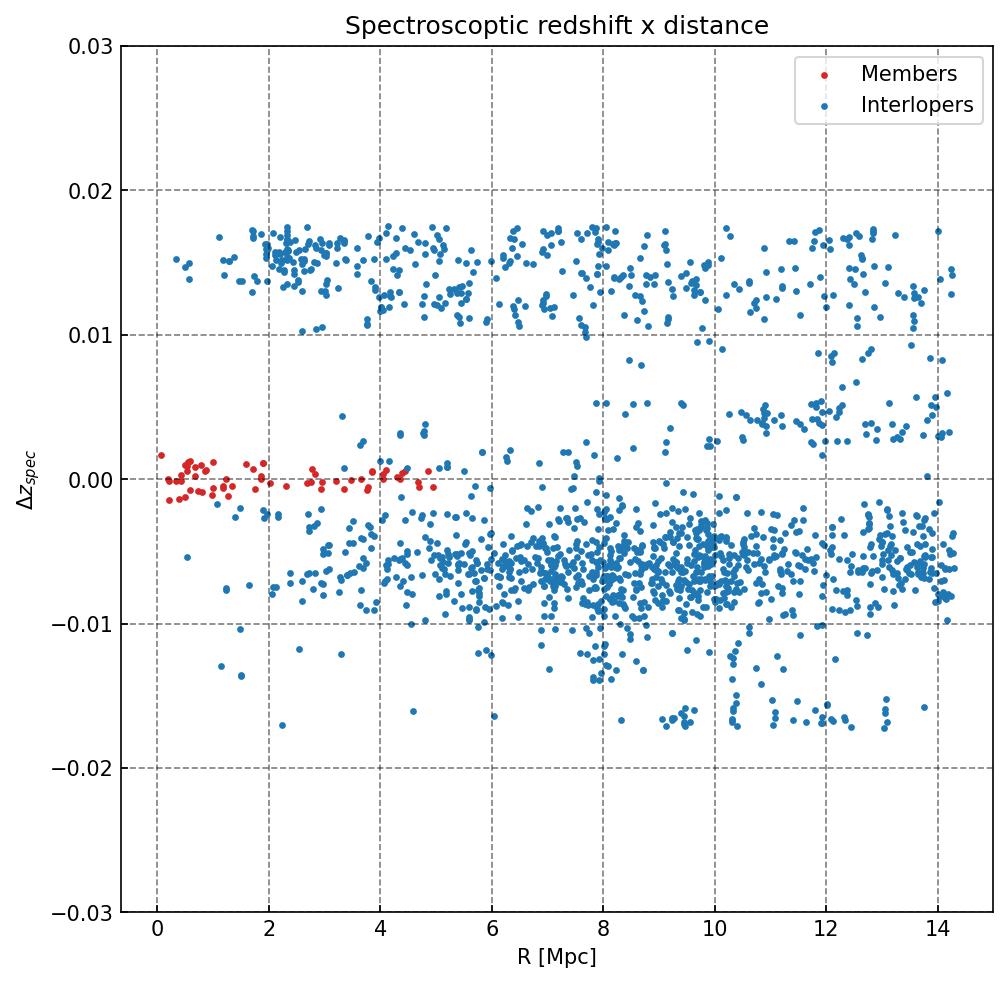 Spectroscoptic redshift x distance
Members
Interlopers
0.03
0.02
0.01
0.00
−0.01
−0.02
−0.03
Δz_spec
0 2 4 6 8 10 12 14
R [Mpc]